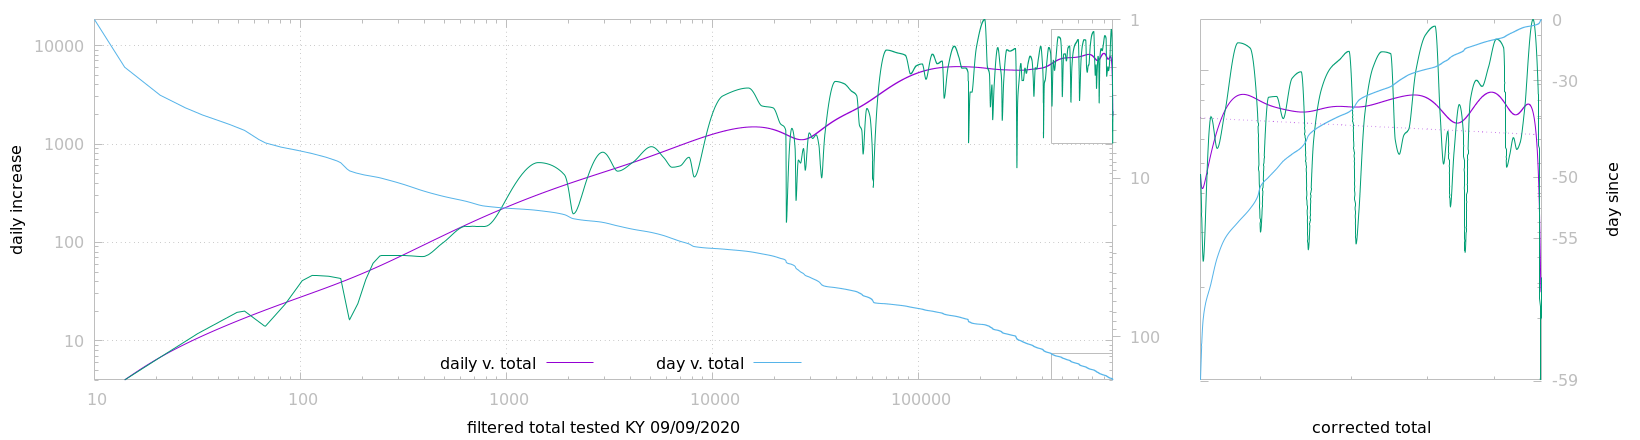 10000
1000
100
10
daily increase
10
100
1000
10000
100000
filtered total tested KY 09/09/2020
daily v. total
day v. total
1
10
100
0
-30
-50
-55
-59
day since
corrected total